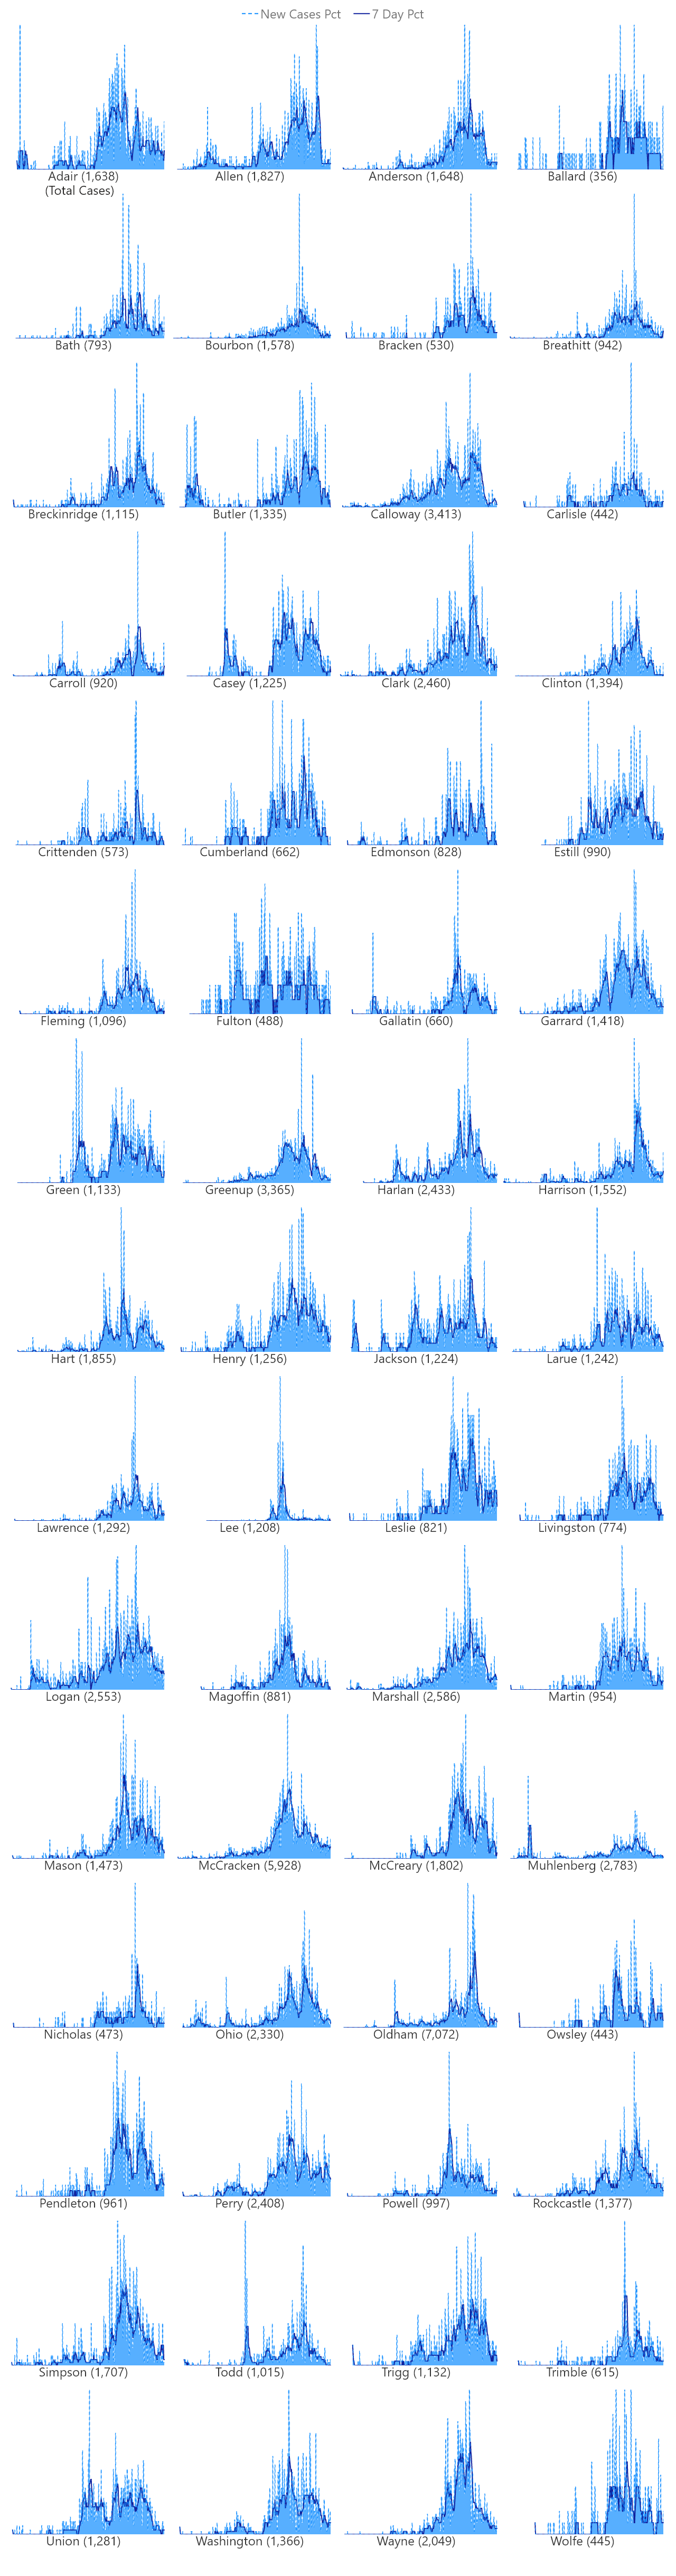 New Cases Pct 7 Day Pct
Adair (1,638) Allen (1,827) Anderson (1,648) Ballard (356)
(Total Cases)
Bath (793) Bourbon (1,578) Bracken (530) Breathitt (942)
Breckinridge (1,115) Butler (1,335) Calloway (3,413) Carlisle (442)
Carroll (920) Casey (1,225) Clark (2,460) Clinton (1,394)
Crittenden (573) Cumberland (662) Edmonson (828) Estill (990)
Fleming (1,096) Fulton (488) Gallatin (660) Garrard (1,418)
Green (1,133) Greenup (3,365) Harlan (2,433) Harrison (1,552)
Hart (1,855) Henry (1,256) Jackson (1,224) Larue (1,242)
Lawrence (1,292) Lee (1,208) Leslie (821) Livingston (774)
Logan (2,553) Magoffin (881) Marshall (2,586) Martin (954)
Mason (1,473) McCracken (5,928) McCreary (1,802) Muhlenberg (2,783)
Nicholas (473) Ohio (2,330) Oldham (7,072) Owsley (443)
Pendleton (961) Perry (2,408) Powell (997) Rockcastle (1,377)
Simpson (1,707) Todd (1,015) Trigg (1,132) Trimble (615)
Union (1,281) Washington (1,366) Wayne (2,049) Wolfe (445)